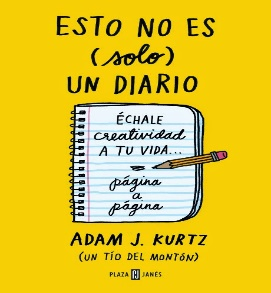 ESTO NO ES
(solo)
UN DIARIO
ÉCHALE
creatividad
A TU VIDA...
página
a
página
ADAM J. KURTZ
(UN TÍO DEL MONTÓN)
PLAZA JANÉS